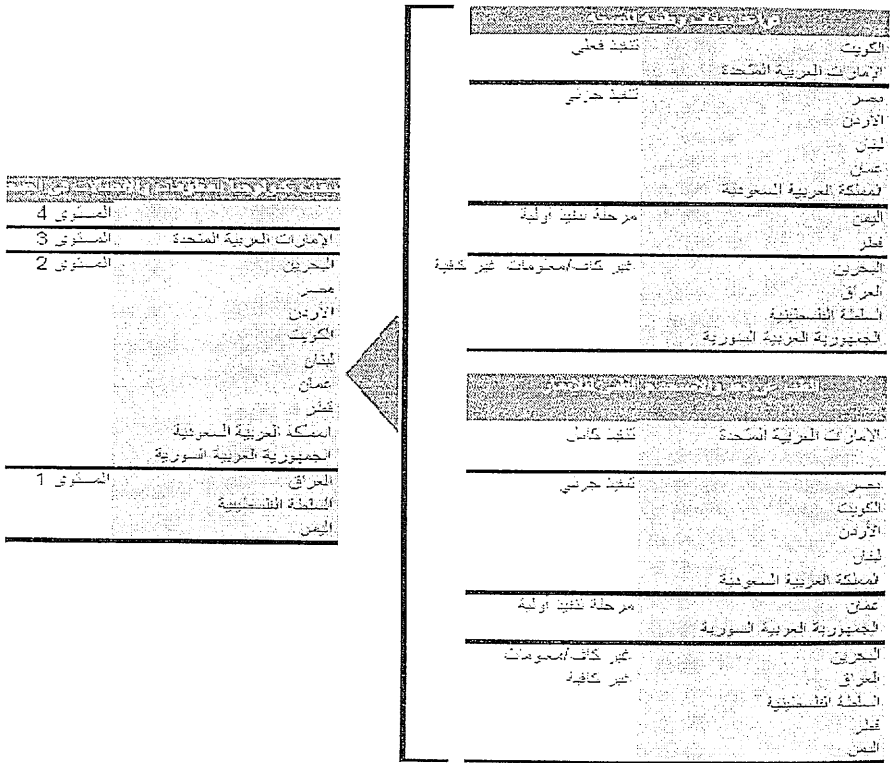 الكويت تنفيذ فعلي
الإمارات العربية المتحدة
مصر تنفيذ جزئي
الأردن
لبنان
عمان
المملكة العربية السعودية
اليمن مرحلة تنفيذ اولية
قطر
البحرين غير كاف/معلومات غير كافية
العراق
السلطة الفلسطينية
الجمهورية العربية السورية
الإمارات العربية المتحدة تنفيذ كامل
مصر تنفيذ جزئي
الكويت
الأردن
لبنان
المملكة العربية السعودية
عمان مرحلة تنفيذ اولية
الجمهورية العربية السورية
البحرين غير كاف/معلومات
العراق غير كافية
السلطة الفلسطينية
قطر
اليمن
المستوى 4
الإمارات العربية المتحدة المستوى 3
البحرين المستوى 2
مصر
الأردن
الكويت
لبنان
عمان
قطر
المملكة العربية السعودية
الجمهورية العربية السورية
العراق المستوى 1
السلطة الفلسطينية
اليمن